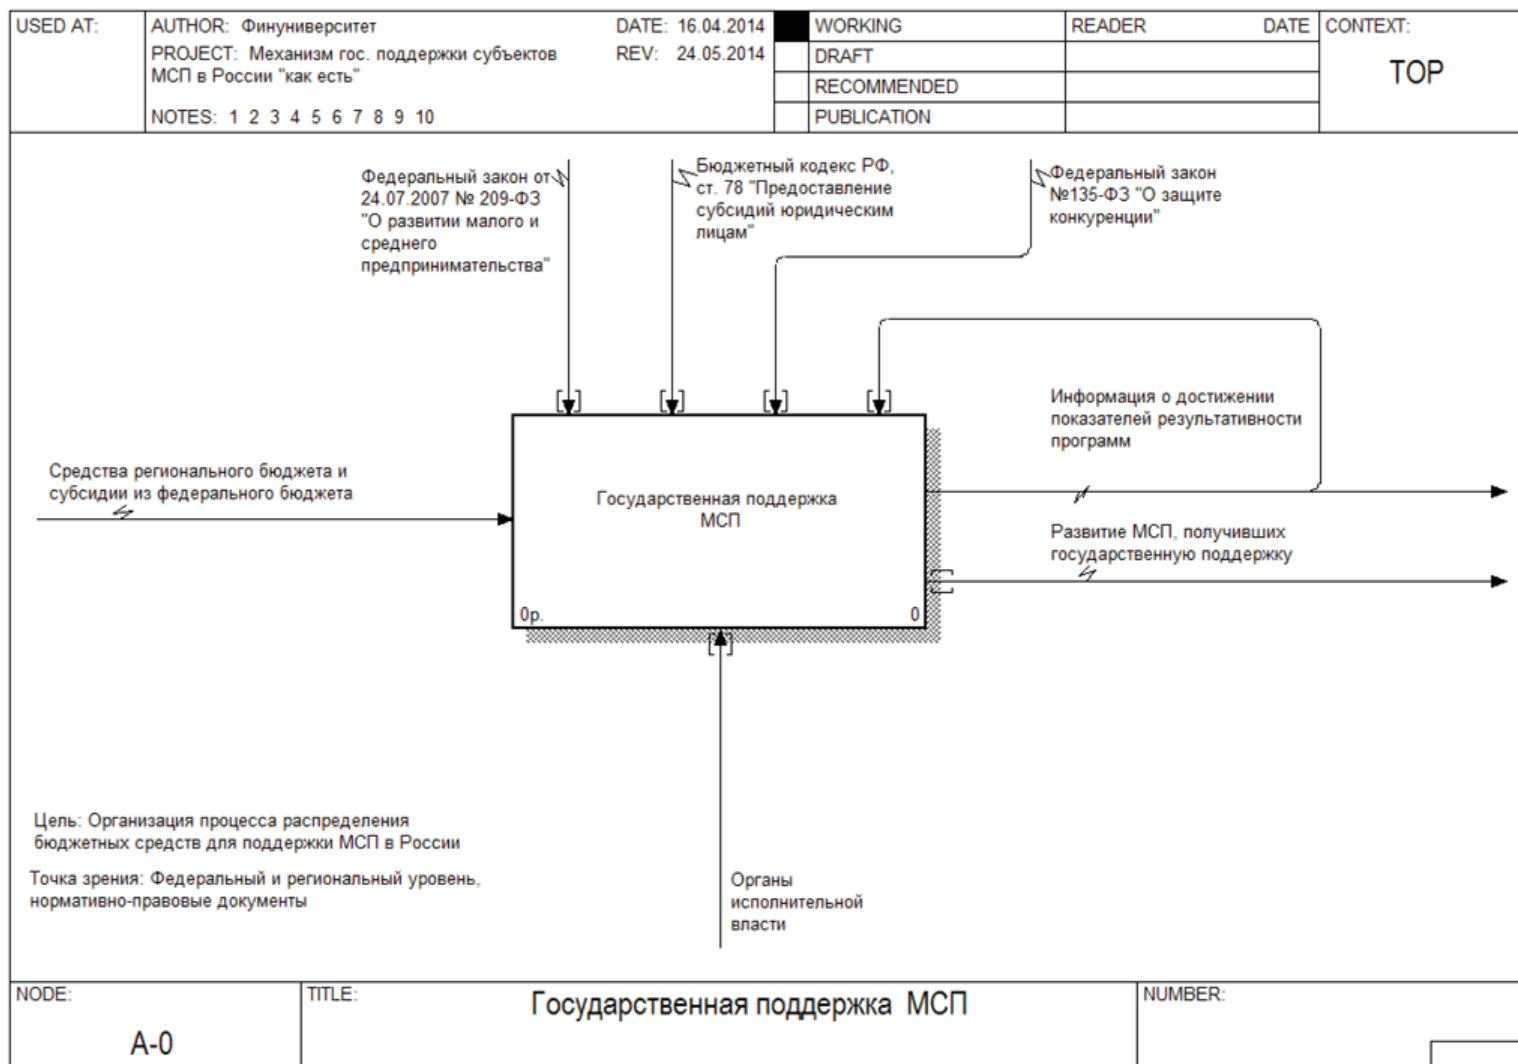 USED AT:
AUTHOR: Финуниверситет
DATE: 16.04.2014
PROJECT: Механизм гос. поддержки субъектов
МСП в России "как есть"
REV: 24.05.2014
NOTES: 1 2 3 4 5 6 7 8 9 10
WORKING
DRAFT
RECOMMENDED
PUBLICATION
READER
DATE
CONTEXT:
TOP
Федеральный закон от
24.07.2007 № 209-ФЗ
"О развитии малого и
среднего
предпринимательства"
Бюджетный кодекс РФ,
ст. 78 "Предоставление
субсидий юридическим
лицам"
Федеральный закон
№135-ФЗ "О защите
конкуренции"
Информация о достижении
показателей результативности
программ
Средства регионального бюджета и
субсидии из федерального бюджета
Государственная поддержка
МСП
0р.
0
Развитие МСП, получивших
государственную поддержку
Цель: Организация процесса распределения
бюджетных средств для поддержки МСП в России
Точка зрения: Федеральный и региональный уровень,
нормативно-правовые документы
Органы
исполнительной
власти
NODE:
A-0
TITLE:
Государственная поддержка МСП
NUMBER: